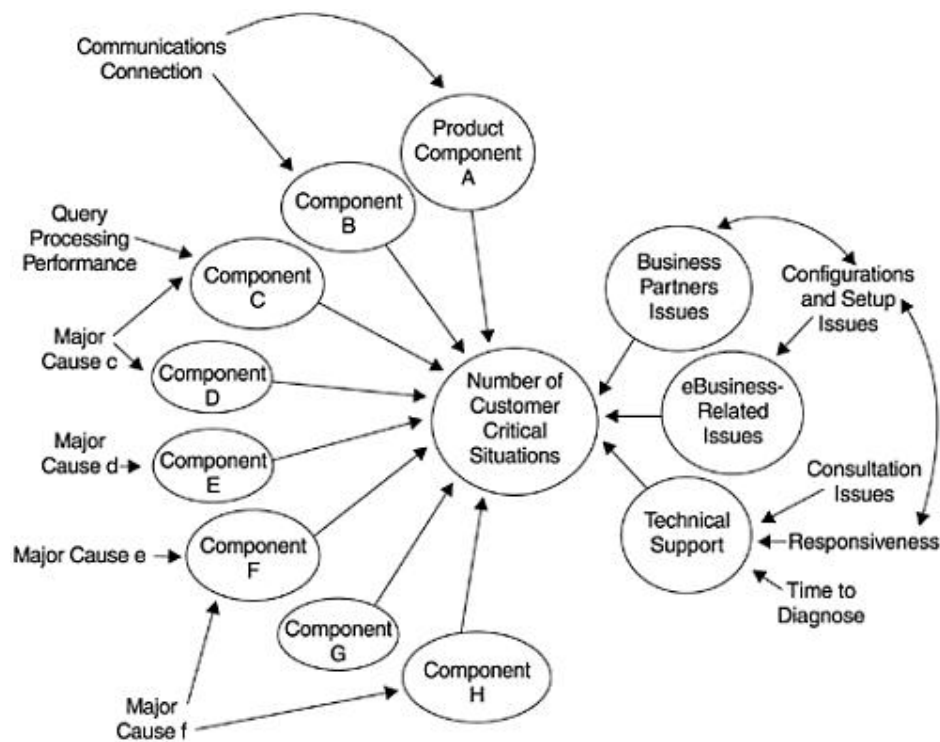 Communications
Connection
Product
Component
A
Component
B
Query
Processing
Performance
Component
C
Major
Cause c
Component
D
Major
Cause d
Component
E
Major Cause e
Component
F
Component
G
Component
H
Major
Cause f
Number of
Customer
Critical
Situations
Business
Partners
Issues
Configurations
and Setup
Issues
eBusiness-
Related
Issues
Consultation
Issues
Technical
Support
Responsiveness
Time to
Diagnose